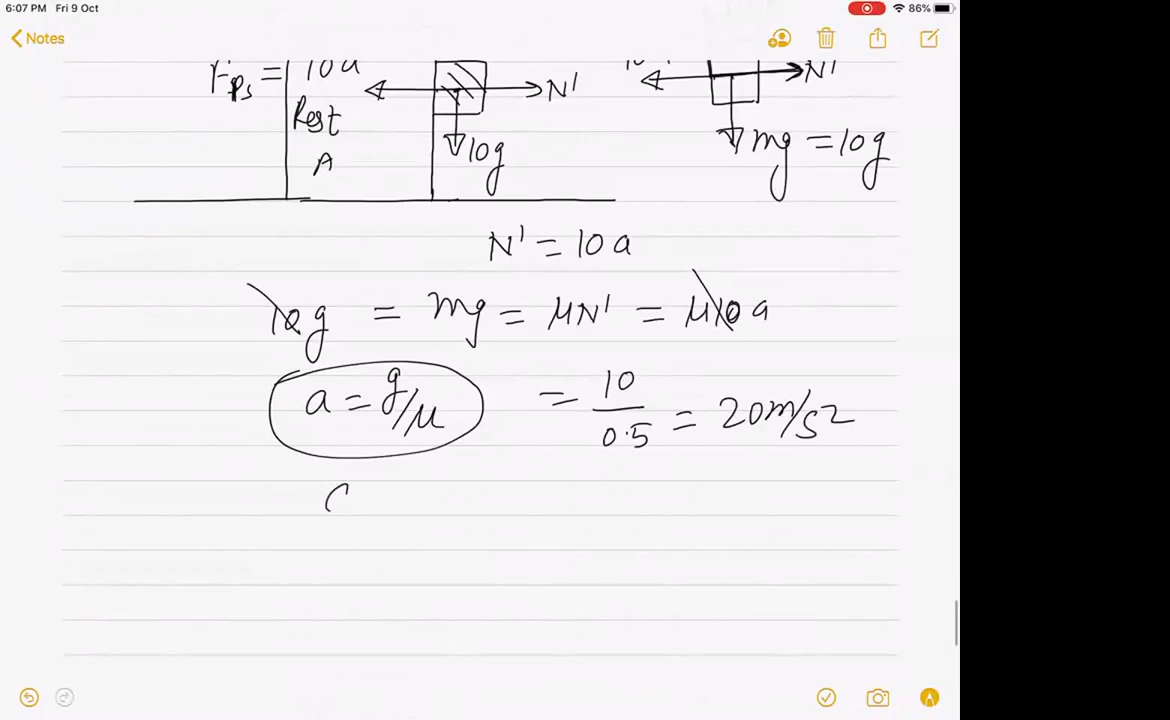 6:07 PM Fri 9 Oct
86%
Notes
FPs = 10a
N'
N'
Rest
A
10g
mg = 10g
N' = 10a
10g = mg = μN' = μ10a
a = g/μ = 10/0.5 = 20m/s2